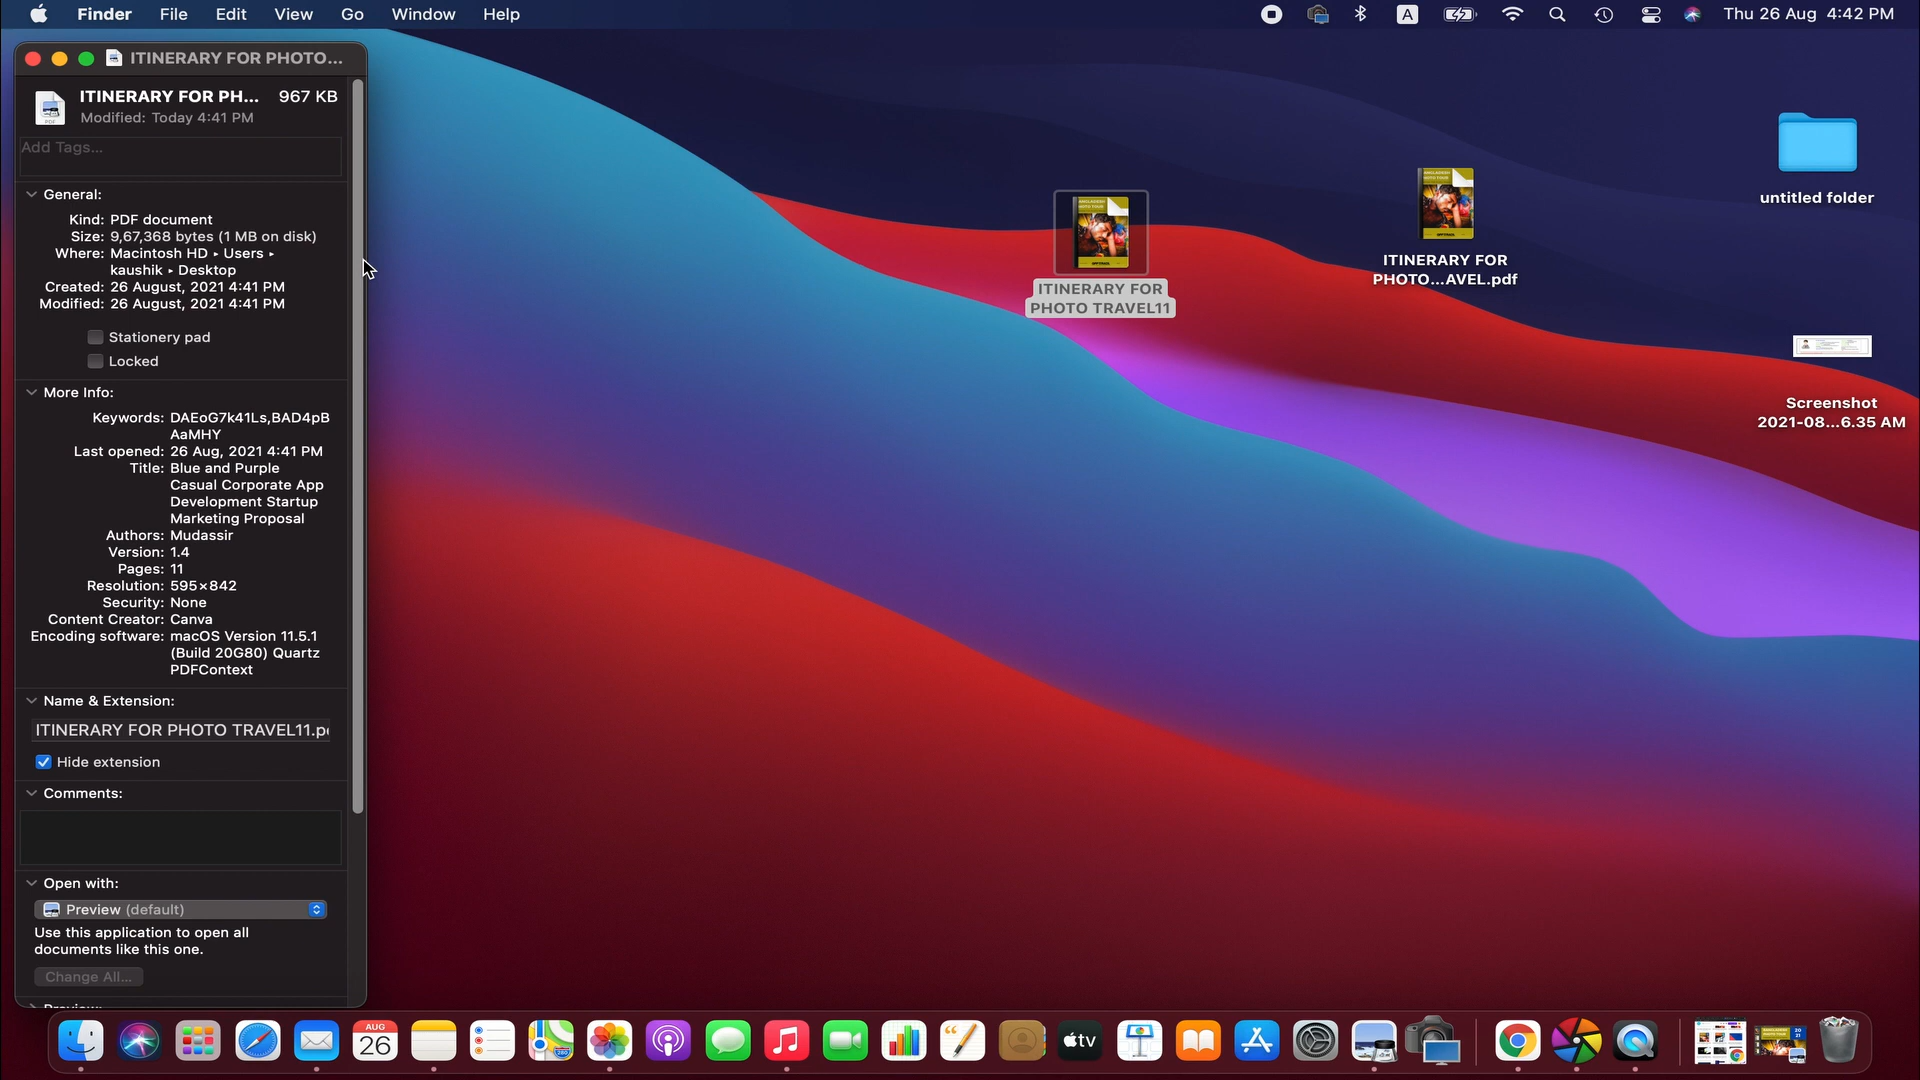 Finder File Edit View Go Window Help
A
Thu 26 Aug 4:42 PM
ITINERARY FOR PHOTO...
ITINERARY FOR PH... 967 KB
Modified: Today 4:41 PM
Add Tags...
General:
Kind: PDF document
Size: 9,67,368 bytes (1 MB on disk)
Where: Macintosh HD ▸ Users ▸
kaushik ▸ Desktop
Created: 26 August, 2021 4:41 PM
Modified: 26 August, 2021 4:41 PM
Stationery pad
Locked
More Info:
Keywords: DAEoG7k41Ls,BAD4pB
AaMHY
Last opened: 26 Aug, 2021 4:41 PM
Title: Blue and Purple
Casual Corporate App
Development Startup
Marketing Proposal
Authors: Mudassir
Version: 1.4
Pages: 11
Resolution: 595×842
Security: None
Content Creator: Canva
Encoding software: macOS Version 11.5.1
(Build 20G80) Quartz
PDFContext
Name & Extension:
ITINERARY FOR PHOTO TRAVEL11.p
Hide extension
Comments:
Open with:
Preview (default)
Use this application to open all
documents like this one.
Change All...
ITINERARY FOR
PHOTO TRAVEL11
ITINERARY FOR
PHOTO...AVEL.pdf
untitled folder
Screenshot
2021-08...6.35 AM
AUG
26
tv